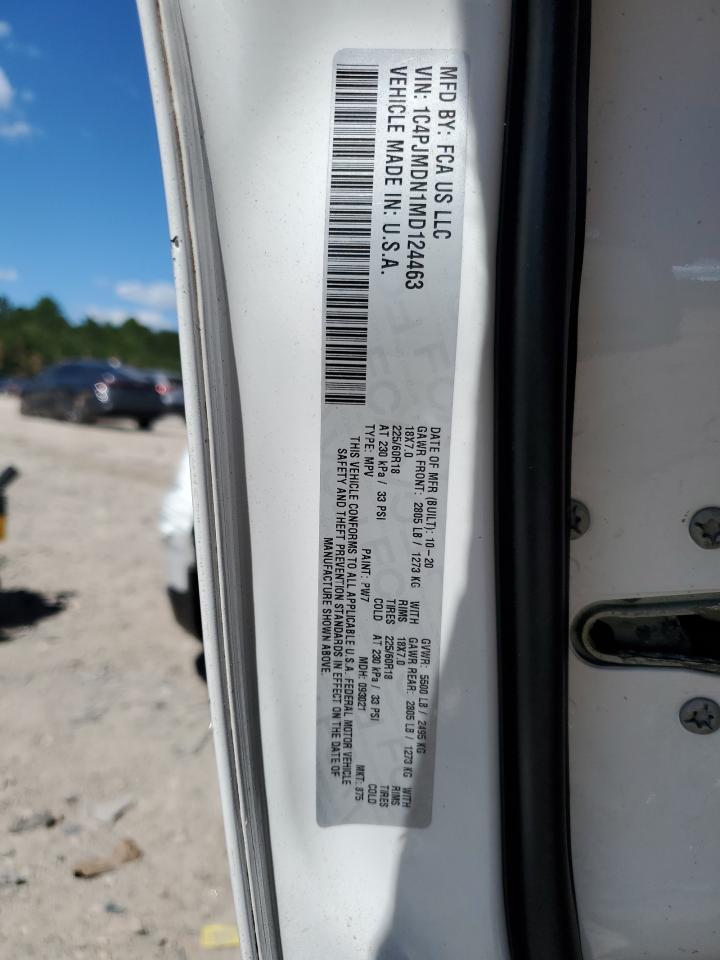 MFD BY: FCA US LLC
VIN: 1C4PJMDN1MD124463
VEHICLE MADE IN: U.S.A.
DATE OF MFR (BUILT): 10-20 GVWR: 5500 LB / 2495 KG
GAWR FRONT: 2805 LB / 1273 KG WITH GAWR REAR: 2805 LB / 1273 KG WITH
18X7.0 RIMS 18X7.0 RIMS
225/60R18 TIRES 225/60R18 TIRES
AT 230 kPa / 33 PSI COLD AT 230 kPa / 33 PSI COLD
TYPE: MPV PAINT: PW7 MDH: 093021 MKT: 875
THIS VEHICLE CONFORMS TO ALL APPLICABLE U.S.A. FEDERAL MOTOR VEHICLE
SAFETY AND THEFT PREVENTION STANDARDS IN EFFECT ON THE DATE OF
MANUFACTURE SHOWN ABOVE.